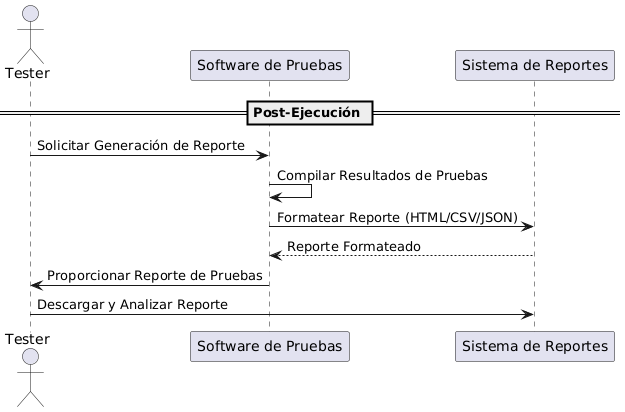 Tester
Software de Pruebas
Sistema de Reportes
Post-Ejecución
Solicitar Generación de Reporte
Compilar Resultados de Pruebas
Formatear Reporte (HTML/CSV/JSON)
Reporte Formateado
Proporcionar Reporte de Pruebas
Descargar y Analizar Reporte
Tester
Software de Pruebas
Sistema de Reportes